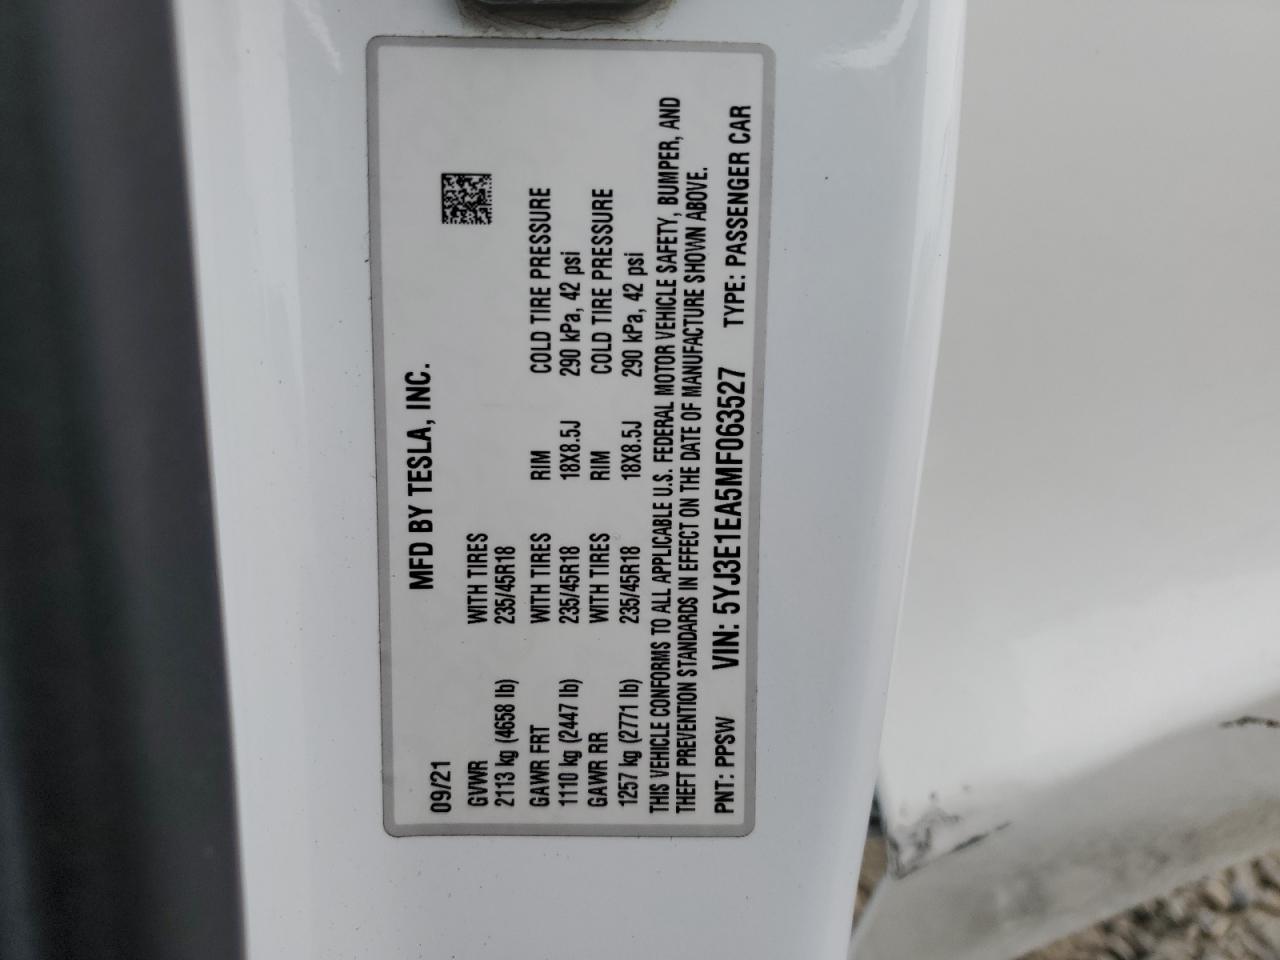 MFD BY TESLA, INC.
09/21
GVWR WITH TIRES
2113 kg (4658 lb) 235/45R18
GAWR FRT WITH TIRES RIM COLD TIRE PRESSURE
1110 kg (2447 lb) 235/45R18 18X8.5J 290 kPa, 42 psi
GAWR RR WITH TIRES RIM COLD TIRE PRESSURE
1257 kg (2771 lb) 235/45R18 18X8.5J 290 kPa, 42 psi
THIS VEHICLE CONFORMS TO ALL APPLICABLE U.S. FEDERAL MOTOR VEHICLE SAFETY, BUMPER, AND
THEFT PREVENTION STANDARDS IN EFFECT ON THE DATE OF MANUFACTURE SHOWN ABOVE.
PNT: PPSW VIN: 5YJ3E1EA5MF063527 TYPE: PASSENGER CAR